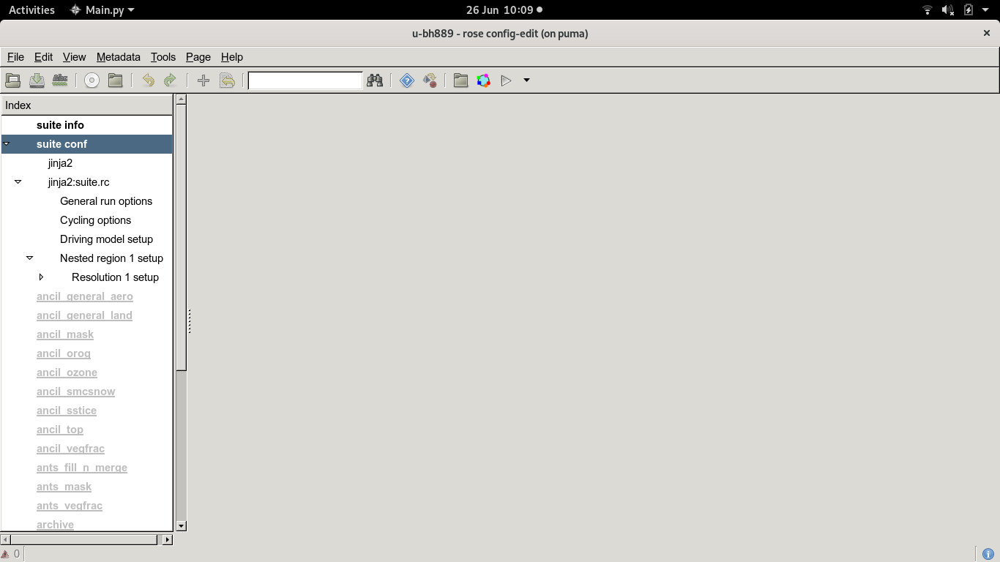 Activities Main.py 26 Jun 10:09
u-bh889 - rose config-edit (on puma)
File Edit View Metadata Tools Page Help
Index
suite info
suite conf
jinja2
jinja2:suite.rc
General run options
Cycling options
Driving model setup
Nested region 1 setup
Resolution 1 setup
ancil_general_aero
ancil_general_land
ancil_mask
ancil_orog
ancil_ozone
ancil_smcsnow
ancil_sstice
ancil_top
ancil_vegfrac
ants_fill_n_merge
ants_mask
ants_vegfrac
archive
0